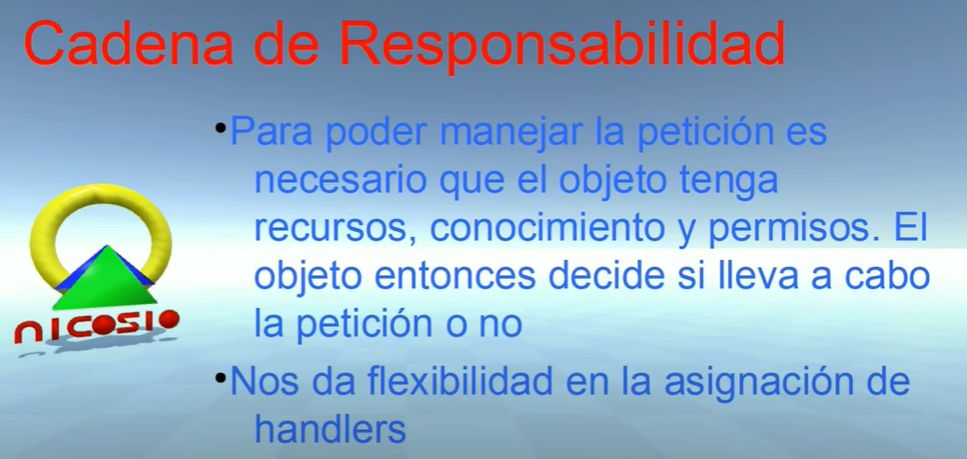 Cadena de Responsabilidad
•Para poder manejar la petición es
necesario que el objeto tenga
recursos, conocimiento y permisos. El
objeto entonces decide si lleva a cabo
la petición o no
nicosio
•Nos da flexibilidad en la asignación de
handlers